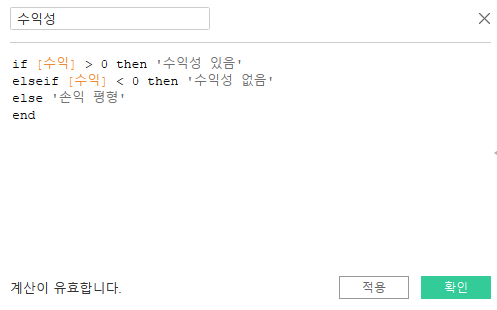 수익성
if [수익] > 0 then '수익성 있음'
elseif [수익] < 0 then '수익성 없음'
else '손익 평형'
end
계산이 유효합니다.
적용
확인